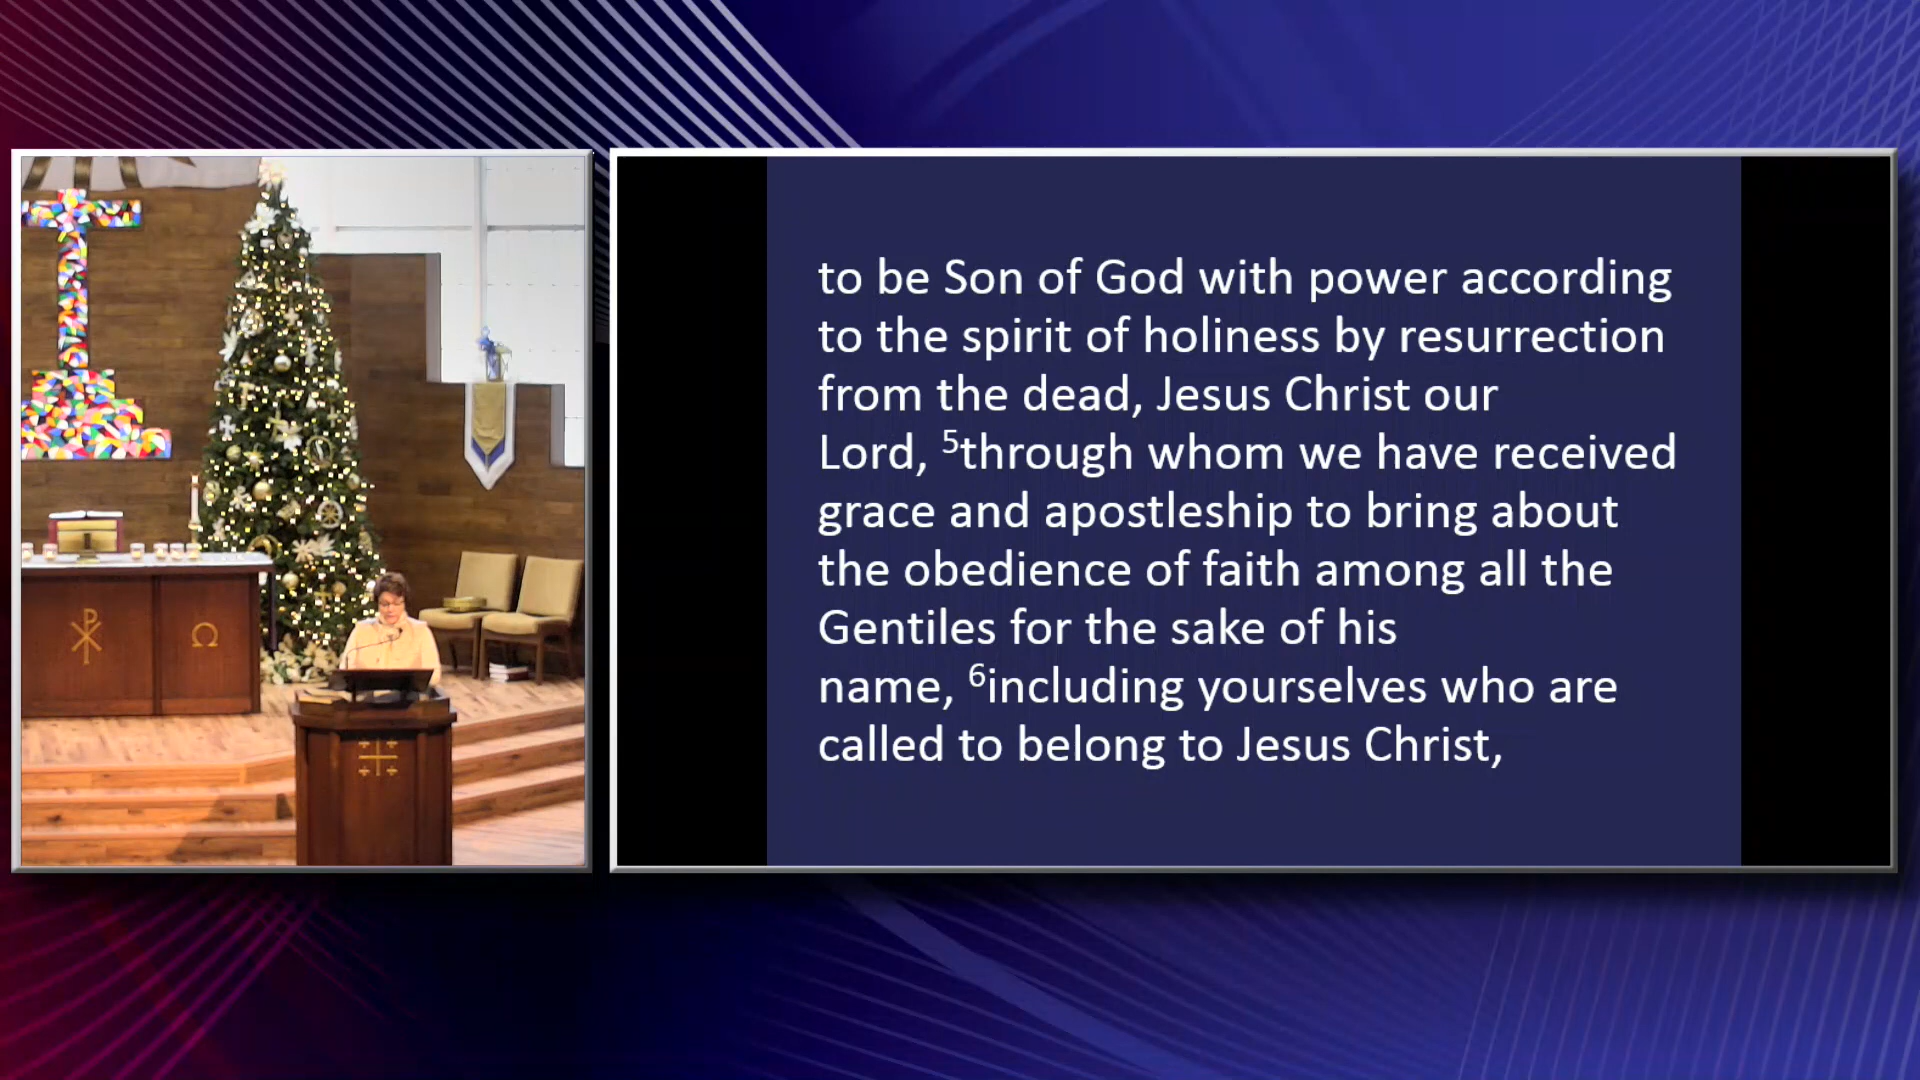 to be Son of God with power according
to the spirit of holiness by resurrection
from the dead, Jesus Christ our
Lord, ⁵through whom we have received
grace and apostleship to bring about
the obedience of faith among all the
Gentiles for the sake of his
name, ⁶including yourselves who are
called to belong to Jesus Christ,
Ω